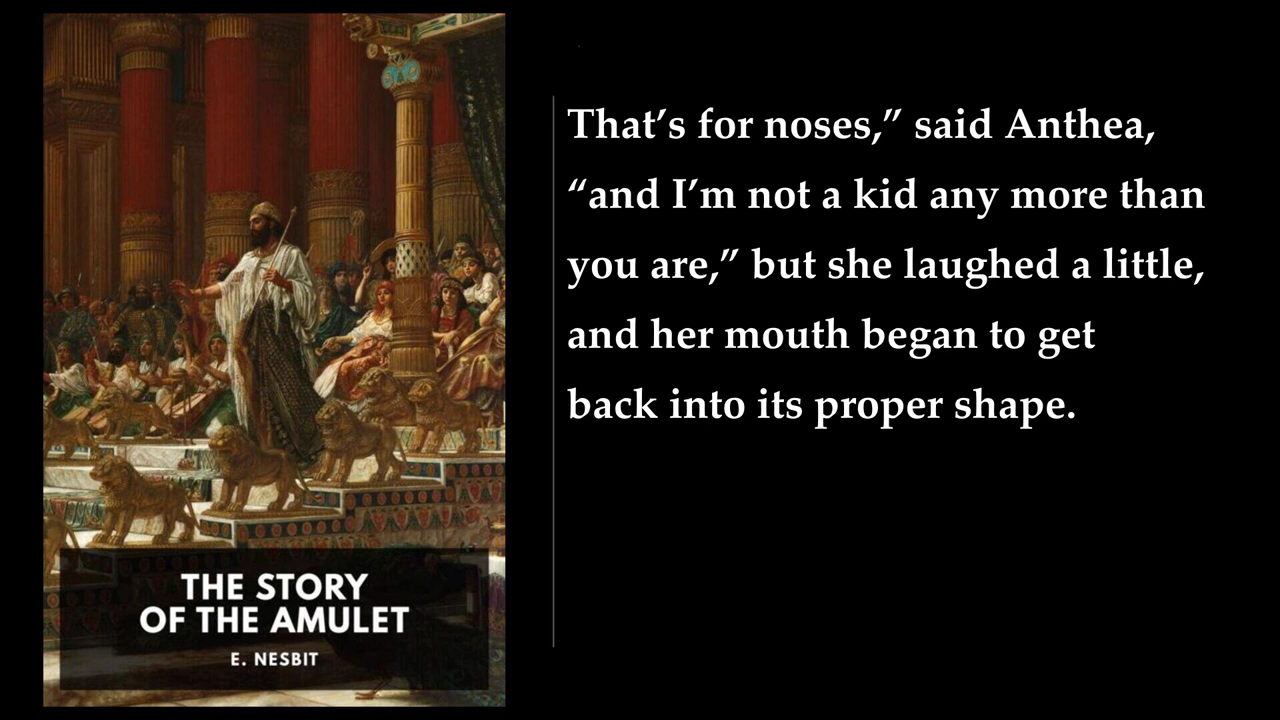 THE STORY
OF THE AMULET
E. NESBIT
That’s for noses,” said Anthea,
“and I’m not a kid any more than
you are,” but she laughed a little,
and her mouth began to get
back into its proper shape.